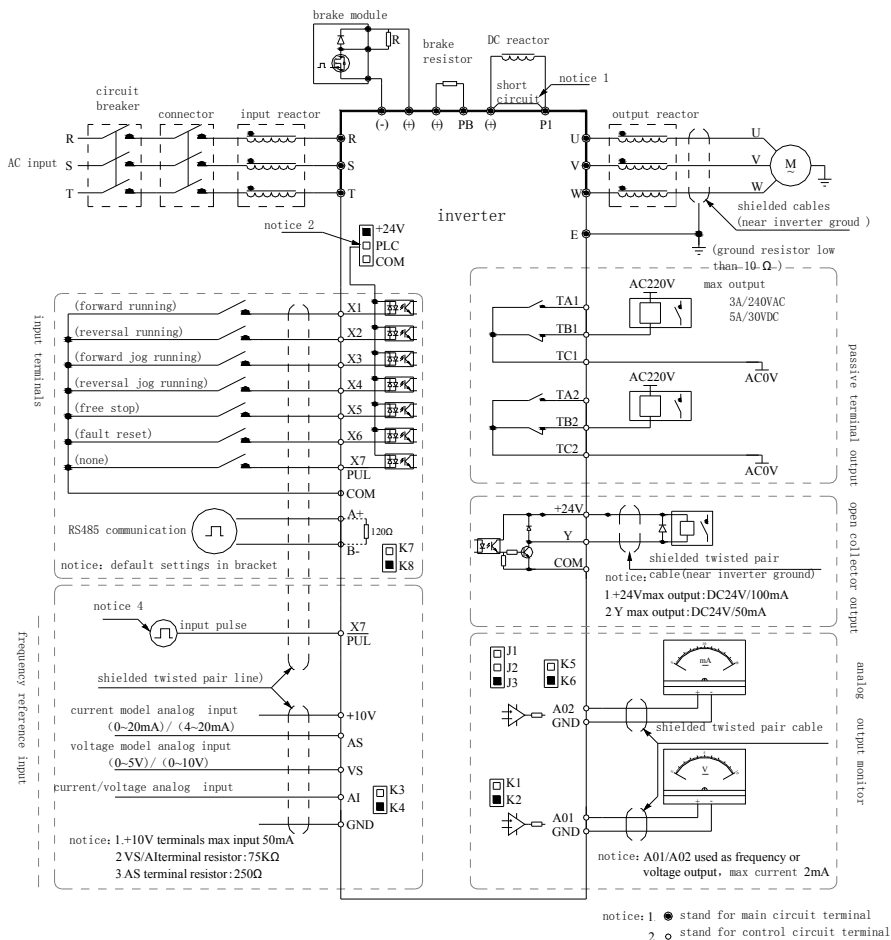 brake module
R
brake
resistor
DC reactor
short
circuit
notice 1
circuit
breaker
connector
input reactor
(-) (+) (+) PB (+) P1
output reactor
AC input
R
S
T
R
S
T
U
V
W
U
V
W
M
~
inverter
E
shielded cables
(near inverter groud )
(ground resistor low
than 10 Ω )
notice 2
+24V
PLC
COM
input terminals
(forward running)
X1
(reversal running)
X2
(forward jog running)
X3
(reversal jog running)
X4
(free stop)
X5
(fault reset)
X6
(none)
X7
PUL
COM
RS485 communication
A+
120Ω
B-
K7
K8
notice: default settings in bracket
max output
3A/240VAC
5A/30VDC
AC220V
TA1
TB1
TC1
AC0V
AC220V
TA2
TB2
TC2
AC0V
passive terminal output
+24V
Y
COM
shielded twisted pair
cable(near inverter ground)
notice:
1 +24Vmax output:DC24V/100mA
2 Y max output:DC24V/50mA
open collector output
frequency reference input
notice 4
input pulse
X7
PUL
shielded twisted pair line)
current model analog input
(0~20mA)/ (4~20mA)
+10V
AS
voltage model analog input
(0~5V)/ (0~10V)
VS
current/voltage analog input
AI
K3
K4
GND
notice: 1.+10V terminals max input 50mA
2 VS/AIterminal resistor:75KΩ
3 AS terminal resistor:250Ω
J1
J2
J3
K5
K6
mA
+ -
A02
GND
shielded twisted pair cable
K1
K2
V
+ -
A01
GND
notice: A01/A02 used as frequency or
voltage output, max current 2mA
analog output monitor
notice: 1. stand for main circuit terminal
2. stand for control circuit terminal